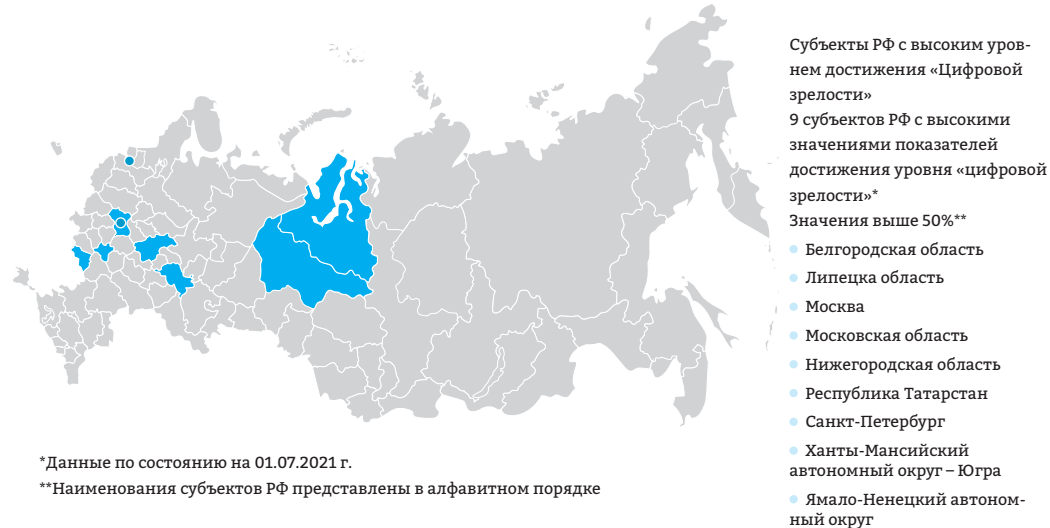 Субъекты РФ с высоким уров-
нем достижения «Цифровой
зрелости»
9 субъектов РФ с высокими
значениями показателей
достижения уровня «цифровой
зрелости»*
Значения выше 50%**
Белгородская область
Липецка область
Москва
Московская область
Нижегородская область
Республика Татарстан
Санкт-Петербург
Ханты-Мансийский
автономный округ – Югра
Ямало-Ненецкий автоном-
ный округ
*Данные по состоянию на 01.07.2021 г.
**Наименования субъектов РФ представлены в алфавитном порядке